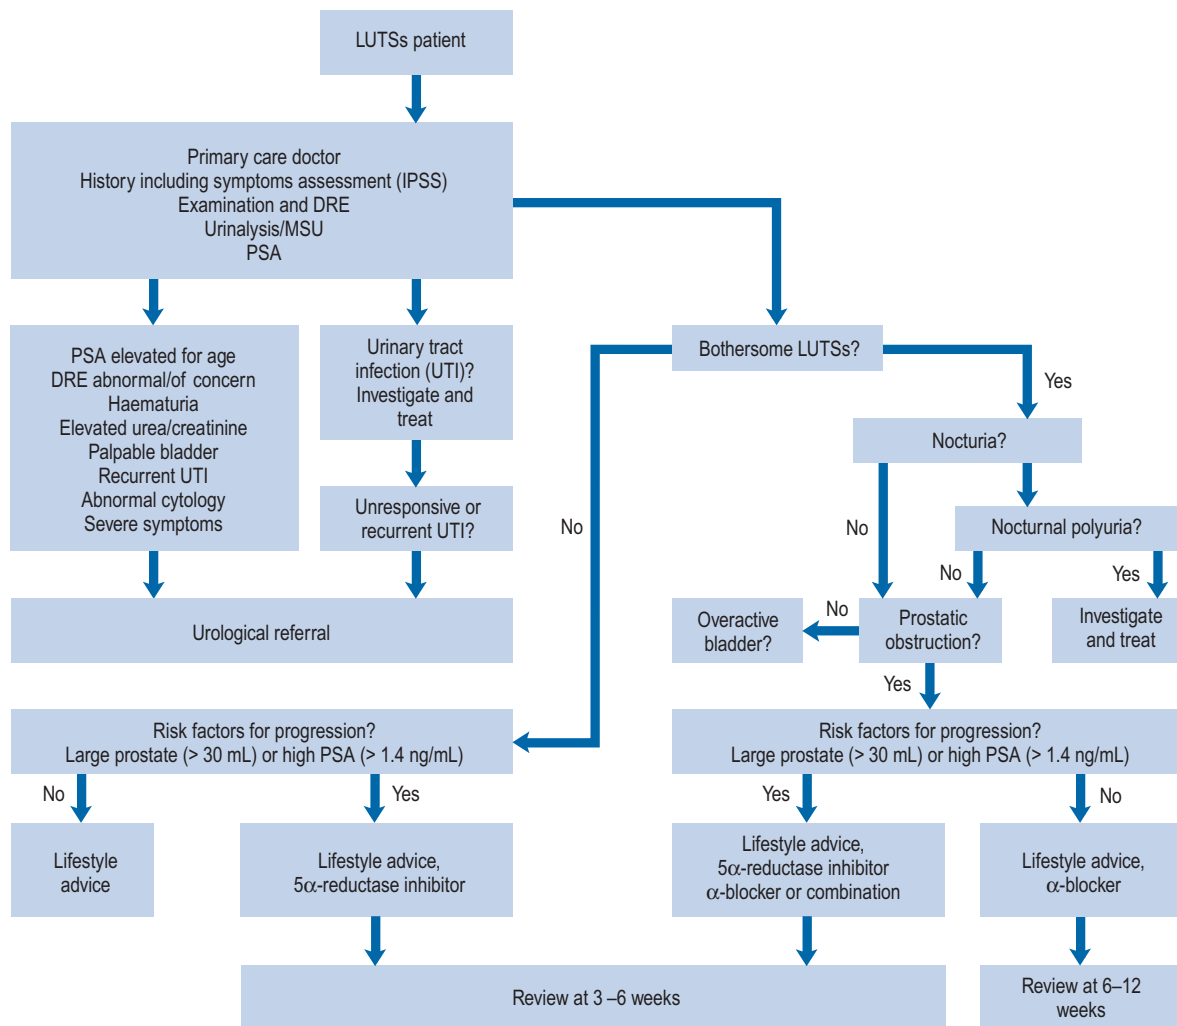 LUTSs patient
Primary care doctor
History including symptoms assessment (IPSS)
Examination and DRE
Urinalysis/MSU
PSA
PSA elevated for age
DRE abnormal/of concern
Haematuria
Elevated urea/creatinine
Palpable bladder
Recurrent UTI
Abnormal cytology
Severe symptoms
Urinary tract
infection (UTI)?
Investigate and
treat
Unresponsive or
recurrent UTI?
Urological referral
Bothersome LUTSs?
Yes
No
Nocturia?
No
Nocturnal polyuria?
No
Yes
Overactive
bladder?
No
Prostatic
obstruction?
Investigate
and treat
Yes
Risk factors for progression?
Large prostate (> 30 mL) or high PSA (> 1.4 ng/mL)
No
Yes
Lifestyle
advice
Lifestyle advice,
5α-reductase inhibitor
Risk factors for progression?
Large prostate (> 30 mL) or high PSA (> 1.4 ng/mL)
Yes
No
Lifestyle advice,
5α-reductase inhibitor
α-blocker or combination
Lifestyle advice,
α-blocker
Review at 3 –6 weeks
Review at 6–12
weeks